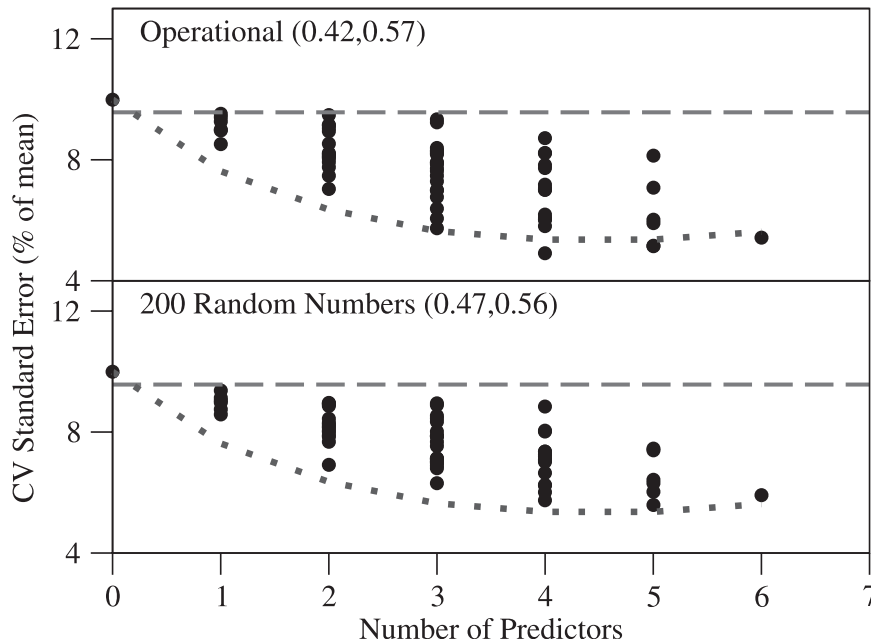 12
Operational (0.42,0.57)
8
4
12
200 Random Numbers (0.47,0.56)
8
4
CV Standard Error (% of mean)
0 1 2 3 4 5 6 7
Number of Predictors